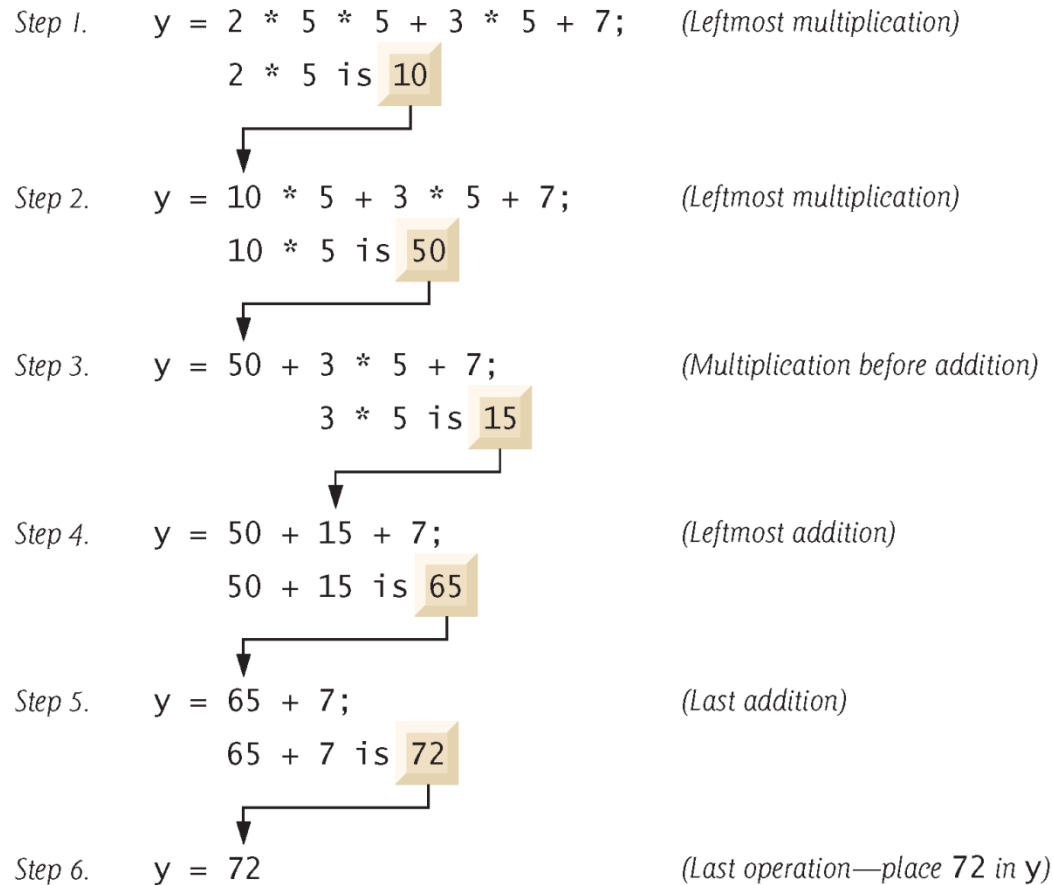 Step 1. y = 2 * 5 * 5 + 3 * 5 + 7; (Leftmost multiplication)
2 * 5 is 10
Step 2. y = 10 * 5 + 3 * 5 + 7; (Leftmost multiplication)
10 * 5 is 50
Step 3. y = 50 + 3 * 5 + 7; (Multiplication before addition)
3 * 5 is 15
Step 4. y = 50 + 15 + 7; (Leftmost addition)
50 + 15 is 65
Step 5. y = 65 + 7; (Last addition)
65 + 7 is 72
Step 6. y = 72 (Last operation—place 72 in y)